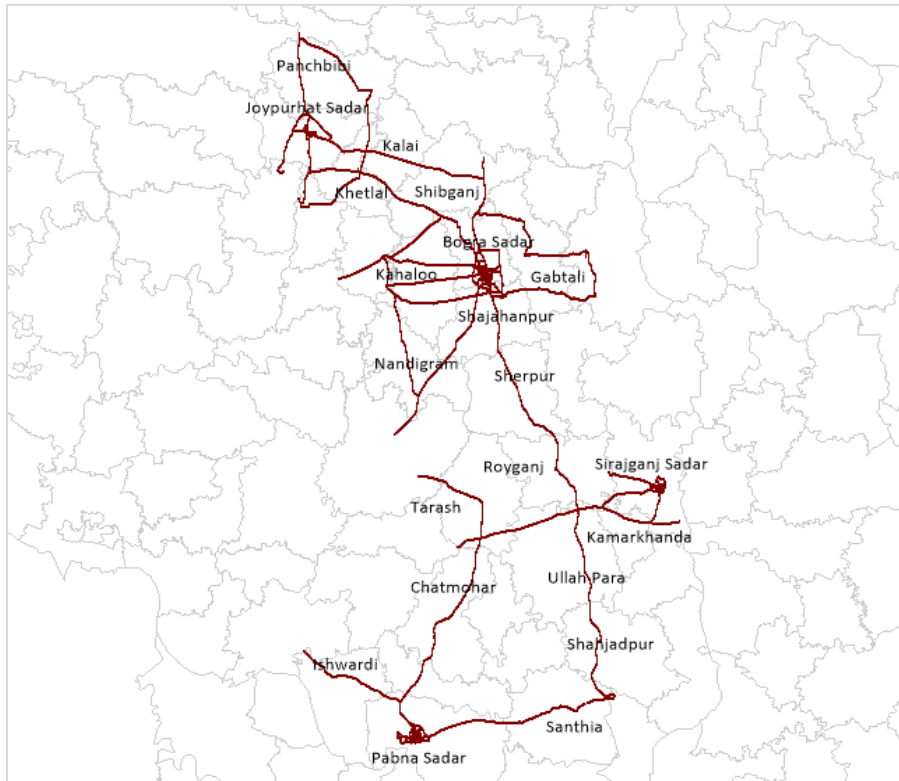 Panchbibi
Joypurhat Sadar
Kalai
Khetlal
Shibganj
Bogra Sadar
Kahaloo
Gabtali
Shajahanpur
Nandigram
Sherpur
Royganj
Sirajganj Sadar
Tarash
Kamarkhanda
Chatmohar
Ullah Para
Shahjadpur
Ishwardi
Santhia
Pabna Sadar